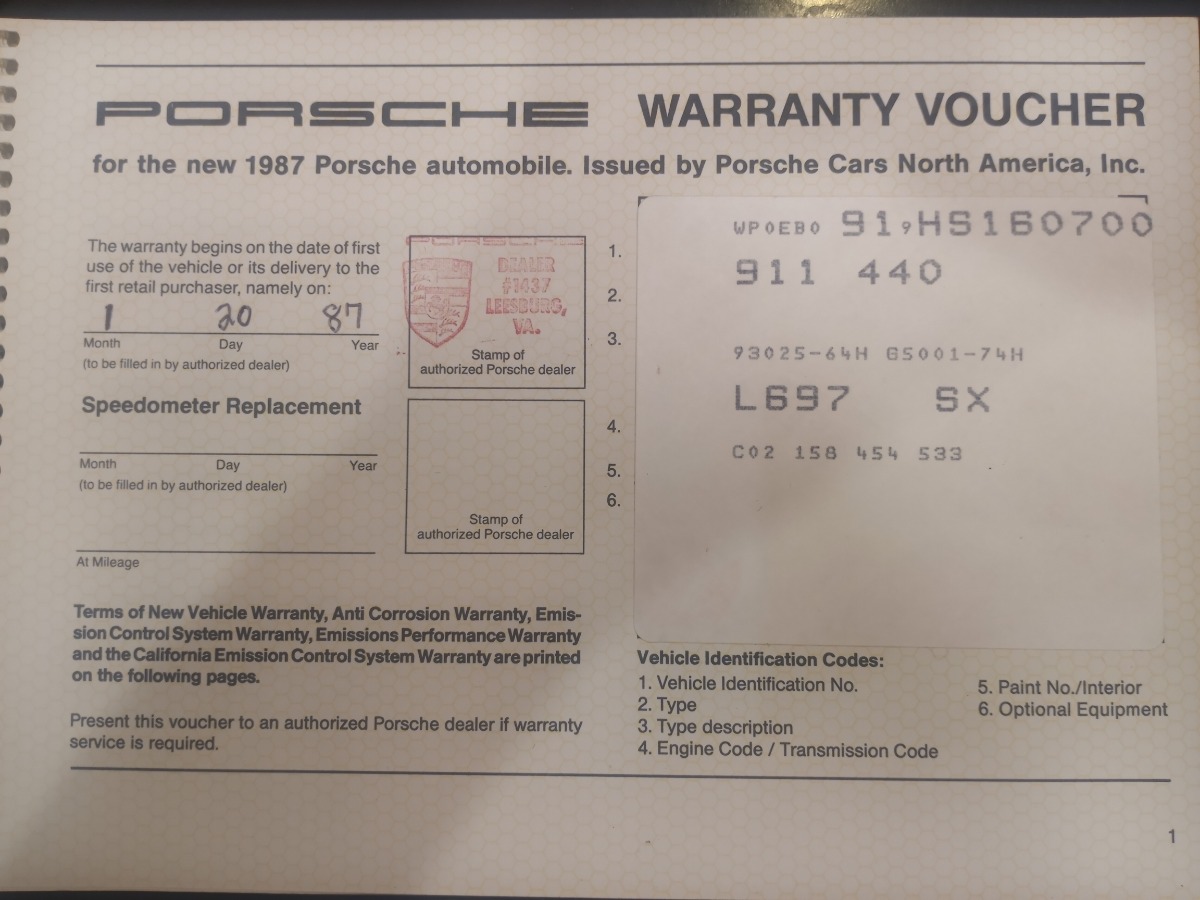 PORSCHE WARRANTY VOUCHER
for the new 1987 Porsche automobile. Issued by Porsche Cars North America, Inc.
The warranty begins on the date of first
use of the vehicle or its delivery to the
first retail purchaser, namely on:
1 20 87
Month Day Year
(to be filled in by authorized dealer)
PORSCHE
DEALER
#1437
LEESBURG,
VA.
Stamp of
authorized Porsche dealer
Speedometer Replacement
Month Day Year
(to be filled in by authorized dealer)
At Mileage
Stamp of
authorized Porsche dealer
Terms of New Vehicle Warranty, Anti Corrosion Warranty, Emis-
sion Control System Warranty, Emissions Performance Warranty
and the California Emission Control System Warranty are printed
on the following pages.
Present this voucher to an authorized Porsche dealer if warranty
service is required.
1.
2.
3.
4.
5.
6.
WP0EB0 91,HS160700
911 440
93025-64H G5001-74H
L697 SX
C02 158 454 533
Vehicle Identification Codes:
1. Vehicle Identification No.
2. Type
3. Type description
4. Engine Code / Transmission Code
5. Paint No./Interior
6. Optional Equipment
1